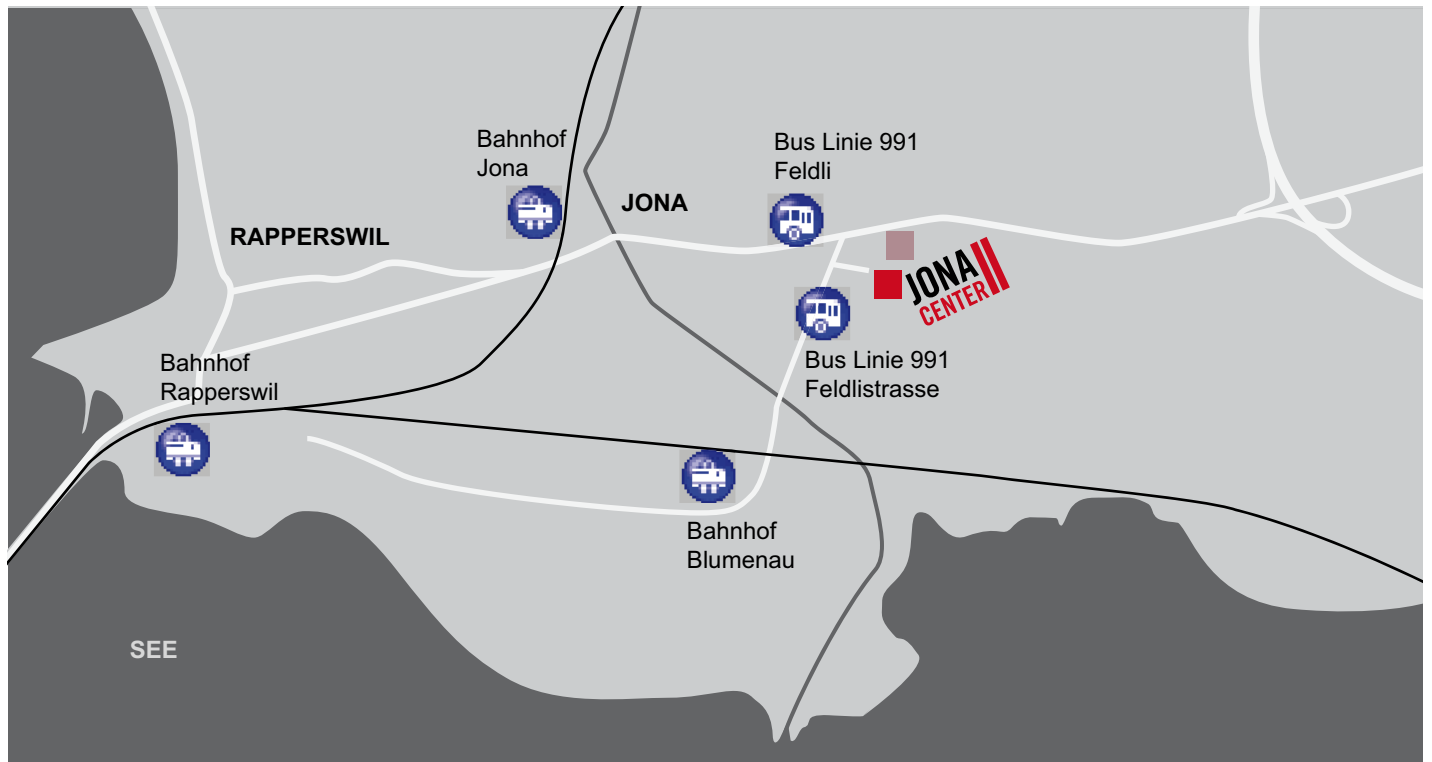 Bahnhof
Jona
Bus Linie 991
Feldli
JONA
RAPPERSWIL
JONA
CENTER
Bahnhof
Rapperswil
Bus Linie 991
Feldlistrasse
Bahnhof
Blumenau
SEE